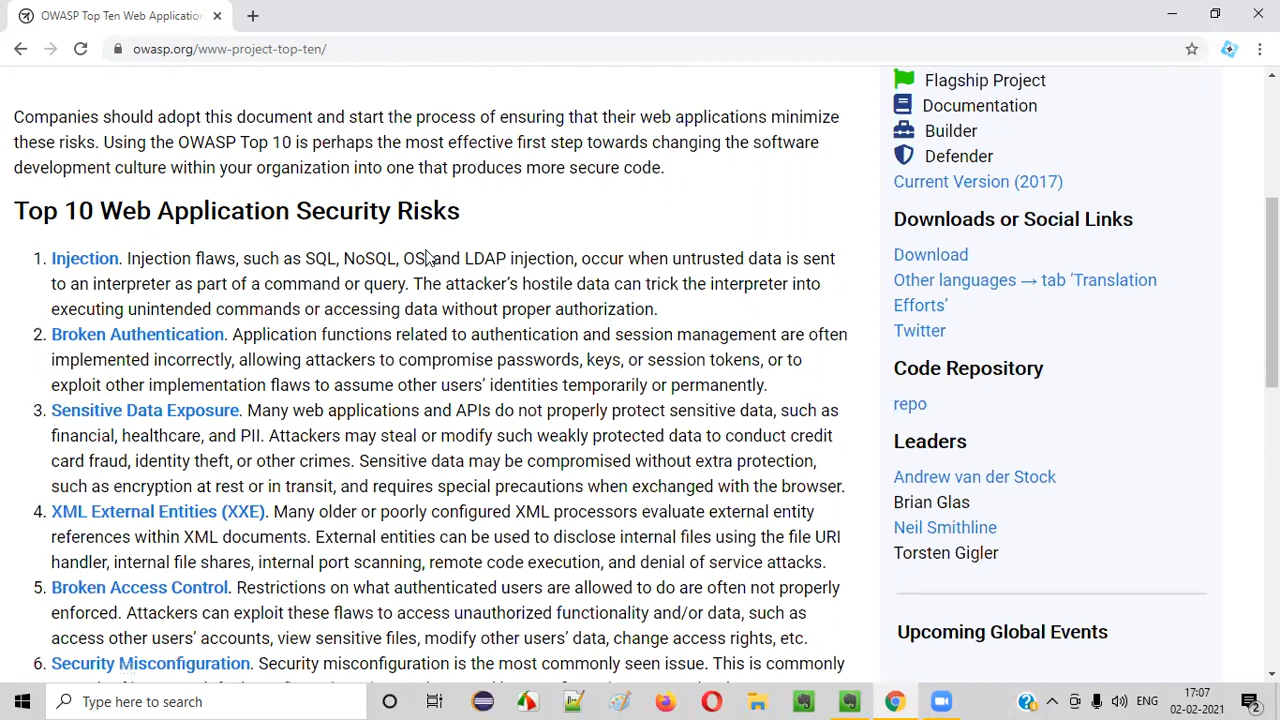 OWASP Top Ten Web Applicatio
owasp.org/www-project-top-ten/
Companies should adopt this document and start the process of ensuring that their web applications minimize
these risks. Using the OWASP Top 10 is perhaps the most effective first step towards changing the software
development culture within your organization into one that produces more secure code.
Top 10 Web Application Security Risks
1. Injection. Injection flaws, such as SQL, NoSQL, OS, and LDAP injection, occur when untrusted data is sent
to an interpreter as part of a command or query. The attacker's hostile data can trick the interpreter into
executing unintended commands or accessing data without proper authorization.
2. Broken Authentication. Application functions related to authentication and session management are often
implemented incorrectly, allowing attackers to compromise passwords, keys, or session tokens, or to
exploit other implementation flaws to assume other users' identities temporarily or permanently.
3. Sensitive Data Exposure. Many web applications and APIs do not properly protect sensitive data, such as
financial, healthcare, and PII. Attackers may steal or modify such weakly protected data to conduct credit
card fraud, identity theft, or other crimes. Sensitive data may be compromised without extra protection,
such as encryption at rest or in transit, and requires special precautions when exchanged with the browser.
4. XML External Entities (XXE). Many older or poorly configured XML processors evaluate external entity
references within XML documents. External entities can be used to disclose internal files using the file URI
handler, internal file shares, internal port scanning, remote code execution, and denial of service attacks.
5. Broken Access Control. Restrictions on what authenticated users are allowed to do are often not properly
enforced. Attackers can exploit these flaws to access unauthorized functionality and/or data, such as
access other users' accounts, view sensitive files, modify other users' data, change access rights, etc.
6. Security Misconfiguration. Security misconfiguration is the most commonly seen issue. This is commonly
Flagship Project
Documentation
Builder
Defender
Current Version (2017)
Downloads or Social Links
Download
Other languages → tab 'Translation
Efforts'
Twitter
Code Repository
repo
Leaders
Andrew van der Stock
Brian Glas
Neil Smithline
Torsten Gigler
Upcoming Global Events
Type here to search
ENG
17:07
02-02-2021
2